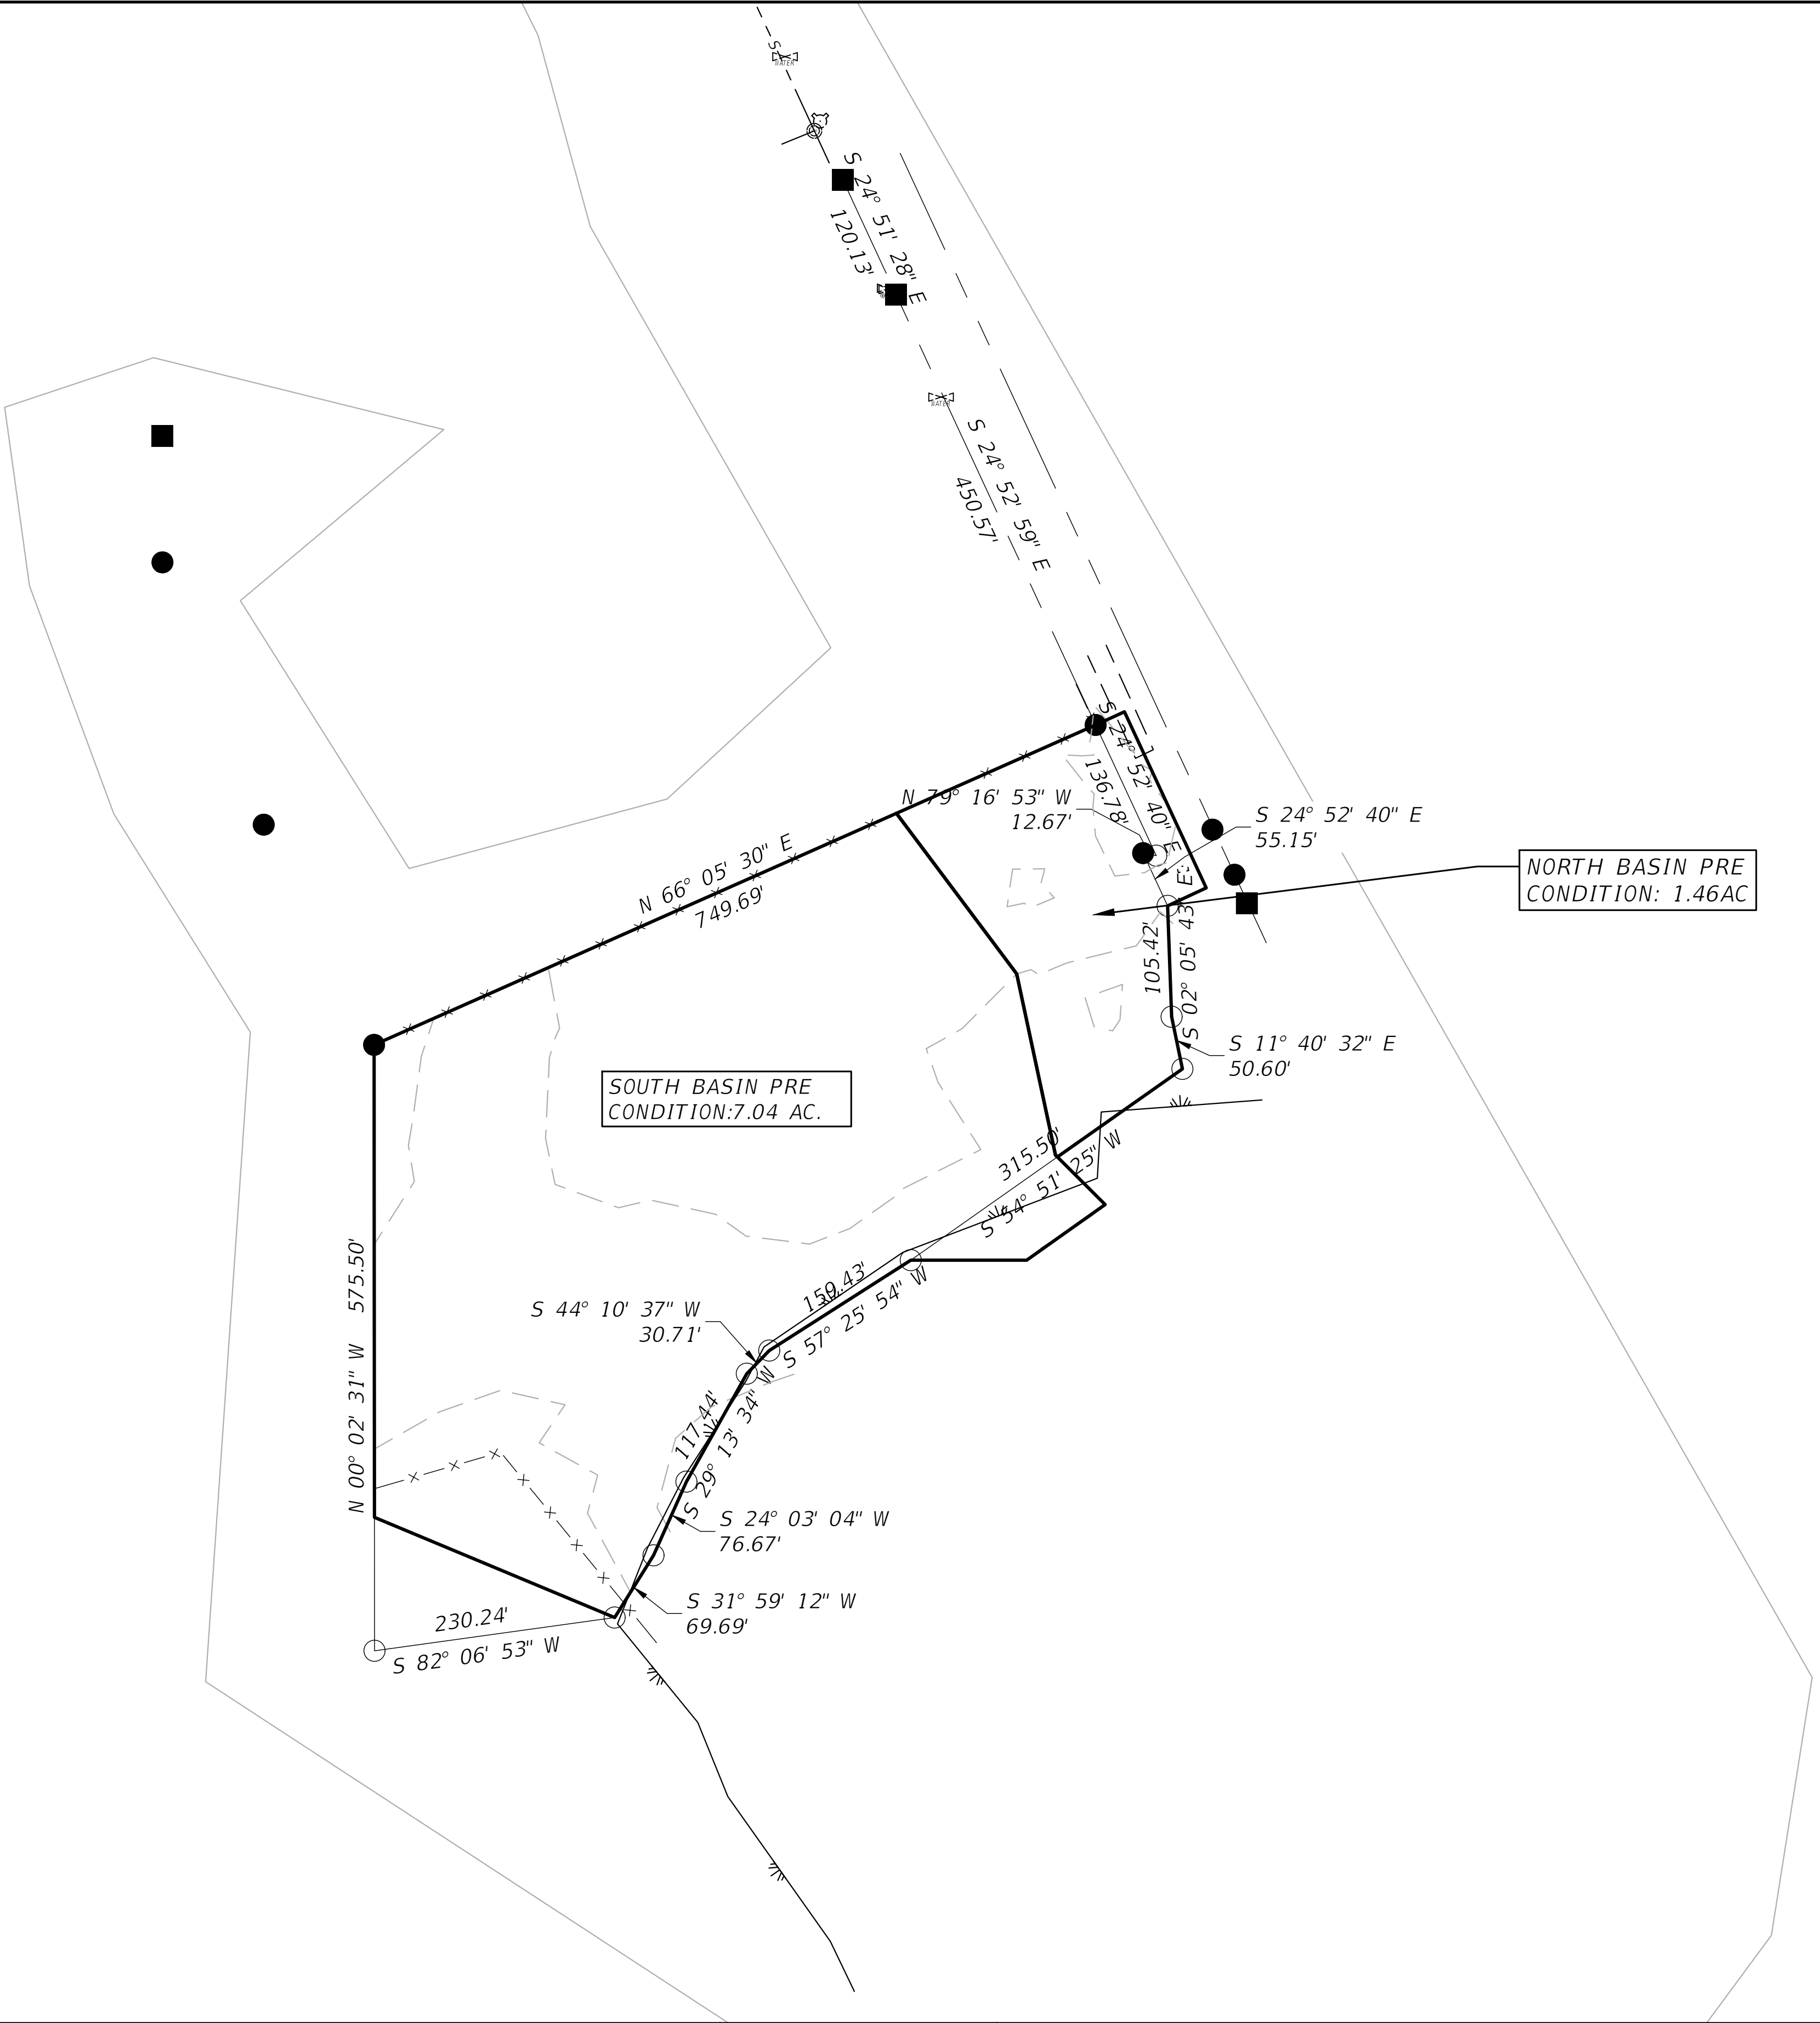 S
WATER
S 24° 51' 28" E
120.13'
WATER
S 24° 52' 59" E
450.57'
S 24° 52' 40" E
136.78'
N 79° 16' 53" W
12.67'
S 24° 52' 40" E
55.15'
NORTH BASIN PRE
CONDITION: 1.46AC
N 66° 05' 30" E
749.69'
S 02° 05' 43" E
105.42'
S 11° 40' 32" E
50.60'
SOUTH BASIN PRE
CONDITION:7.04 AC.
315.50'
S 54° 51' 25" W
159.43'
S 57° 25' 54" W
S 44° 10' 37" W
30.71'
N 00° 02' 31" W 575.50'
117.44'
S 29° 13' 34" W
S 24° 03' 04" W
76.67'
S 31° 59' 12" W
69.69'
230.24'
S 82° 06' 53" W